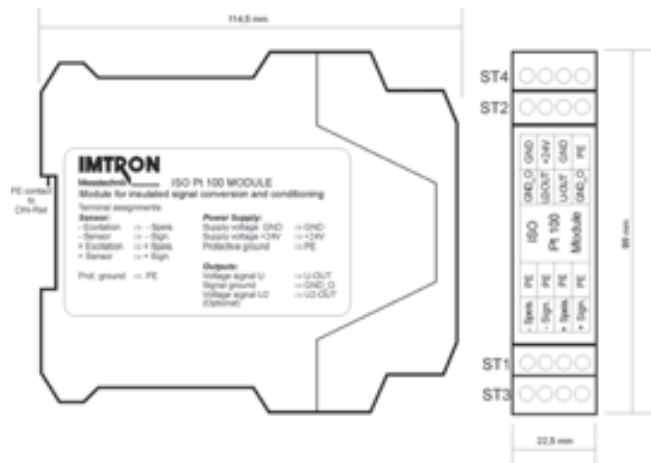 114,5 mm
ST4
ST2
IMTRON
Messtechnik
ISO Pt 100 MODULE
Module for insulated signal conversion and conditioning
PE contact
to
DIN-Rail
Terminal assignments:
Sensor:
- Excitation ⇒ - Speis.
- Sensor ⇒ - Sign.
+ Excitation ⇒ + Speis.
+ Sensor ⇒ + Sign.
Prot. ground ⇒ PE
Power Supply:
Supply voltage GND ⇒ GND
Supply voltage +24V ⇒ +24V
Protective ground ⇒ PE
Outputs:
Voltage signal U ⇒ U-OUT
Signal ground ⇒ GND_O
Voltage signal U2 ⇒ U2-OUT
(Optional)
GND_O GND
U2-OUT +24V
U-OUT GND
GND_O PE
ISO
Pt 100
Module
- Speis. PE
- Sign. PE
+ Speis. PE
+ Sign. PE
99 mm
ST1
ST3
22,5 mm